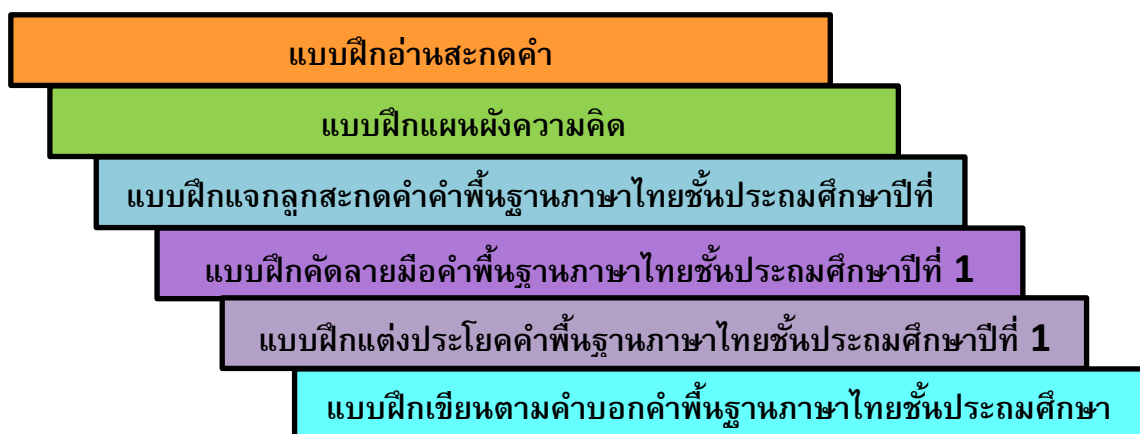 แบบฝึกอ่านสะกดคำ
แบบฝึกแผนผังความคิด
แบบฝึกแจกลูกสะกดคำคำพื้นฐานภาษาไทยชั้นประถมศึกษาปีที่
แบบฝึกคัดลายมือคำพื้นฐานภาษาไทยชั้นประถมศึกษาปีที่ 1
แบบฝึกแต่งประโยคคำพื้นฐานภาษาไทยชั้นประถมศึกษาปีที่ 1
แบบฝึกเขียนตามคำบอกคำพื้นฐานภาษาไทยชั้นประถมศึกษา